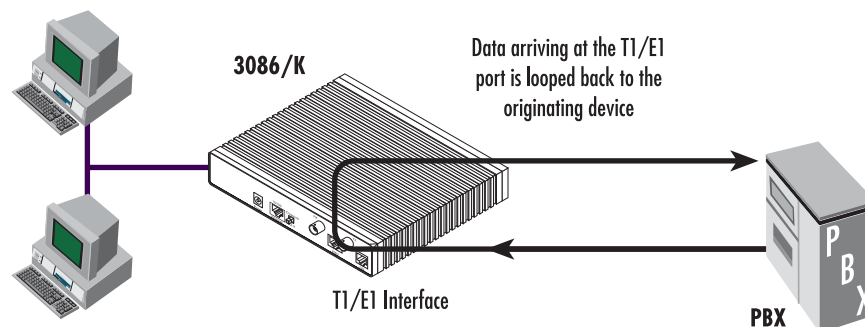 3086/K
Data arriving at the T1/E1
port is looped back to the
originating device
T1/E1 Interface
PBX
PBX